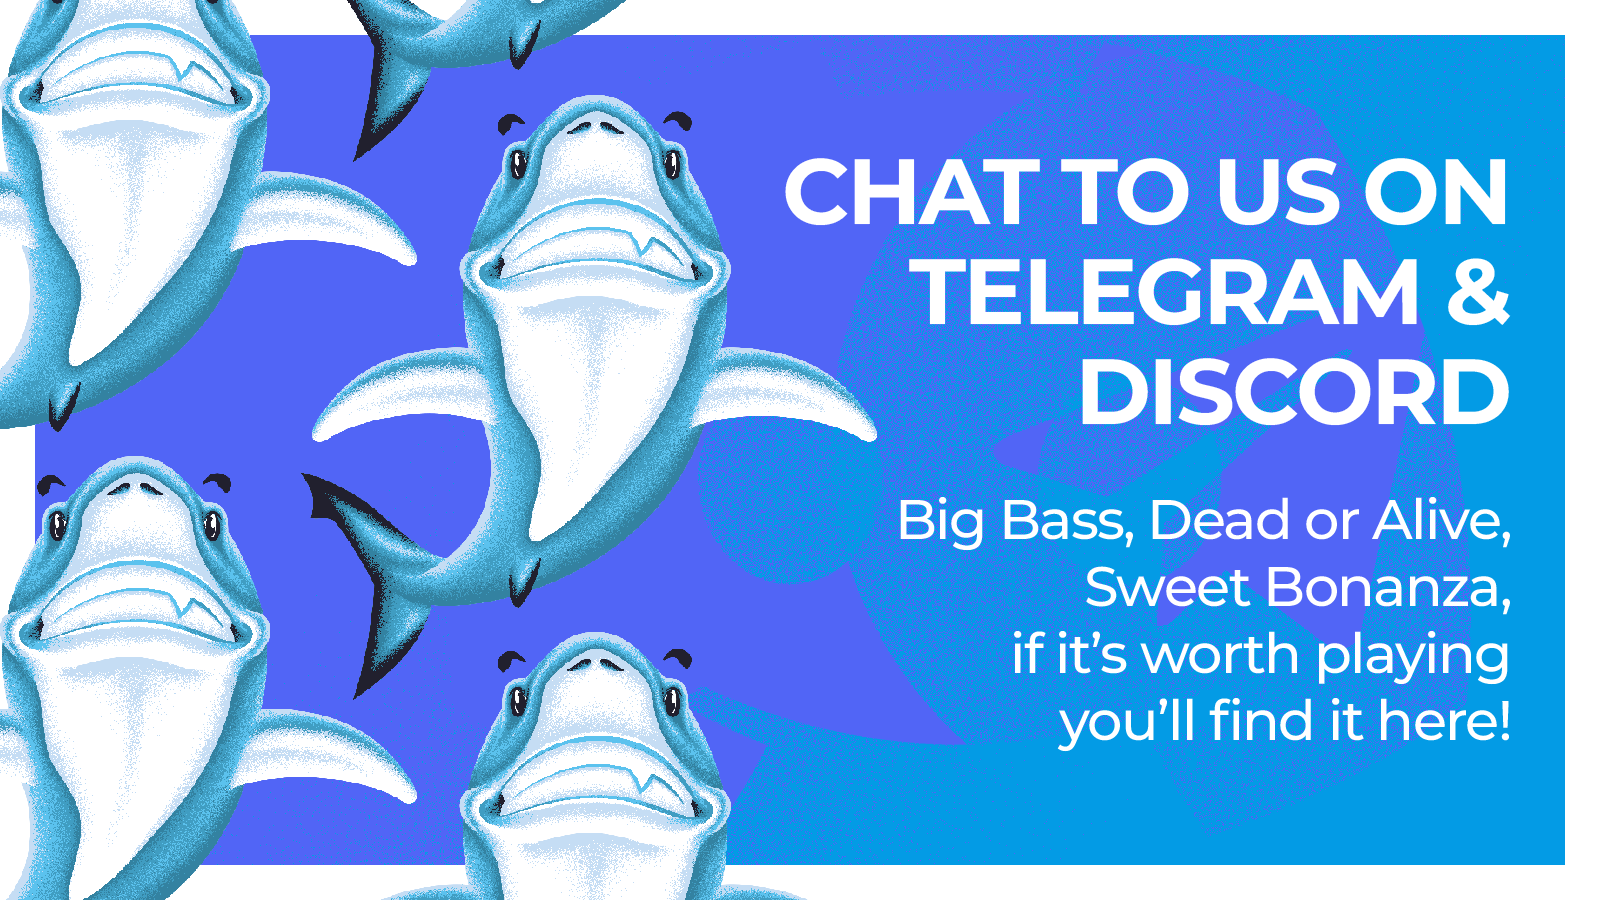 CHAT TO US ON
TELEGRAM &
DISCORD
Big Bass, Dead or Alive,
Sweet Bonanza,
if it’s worth playing
you’ll find it here!